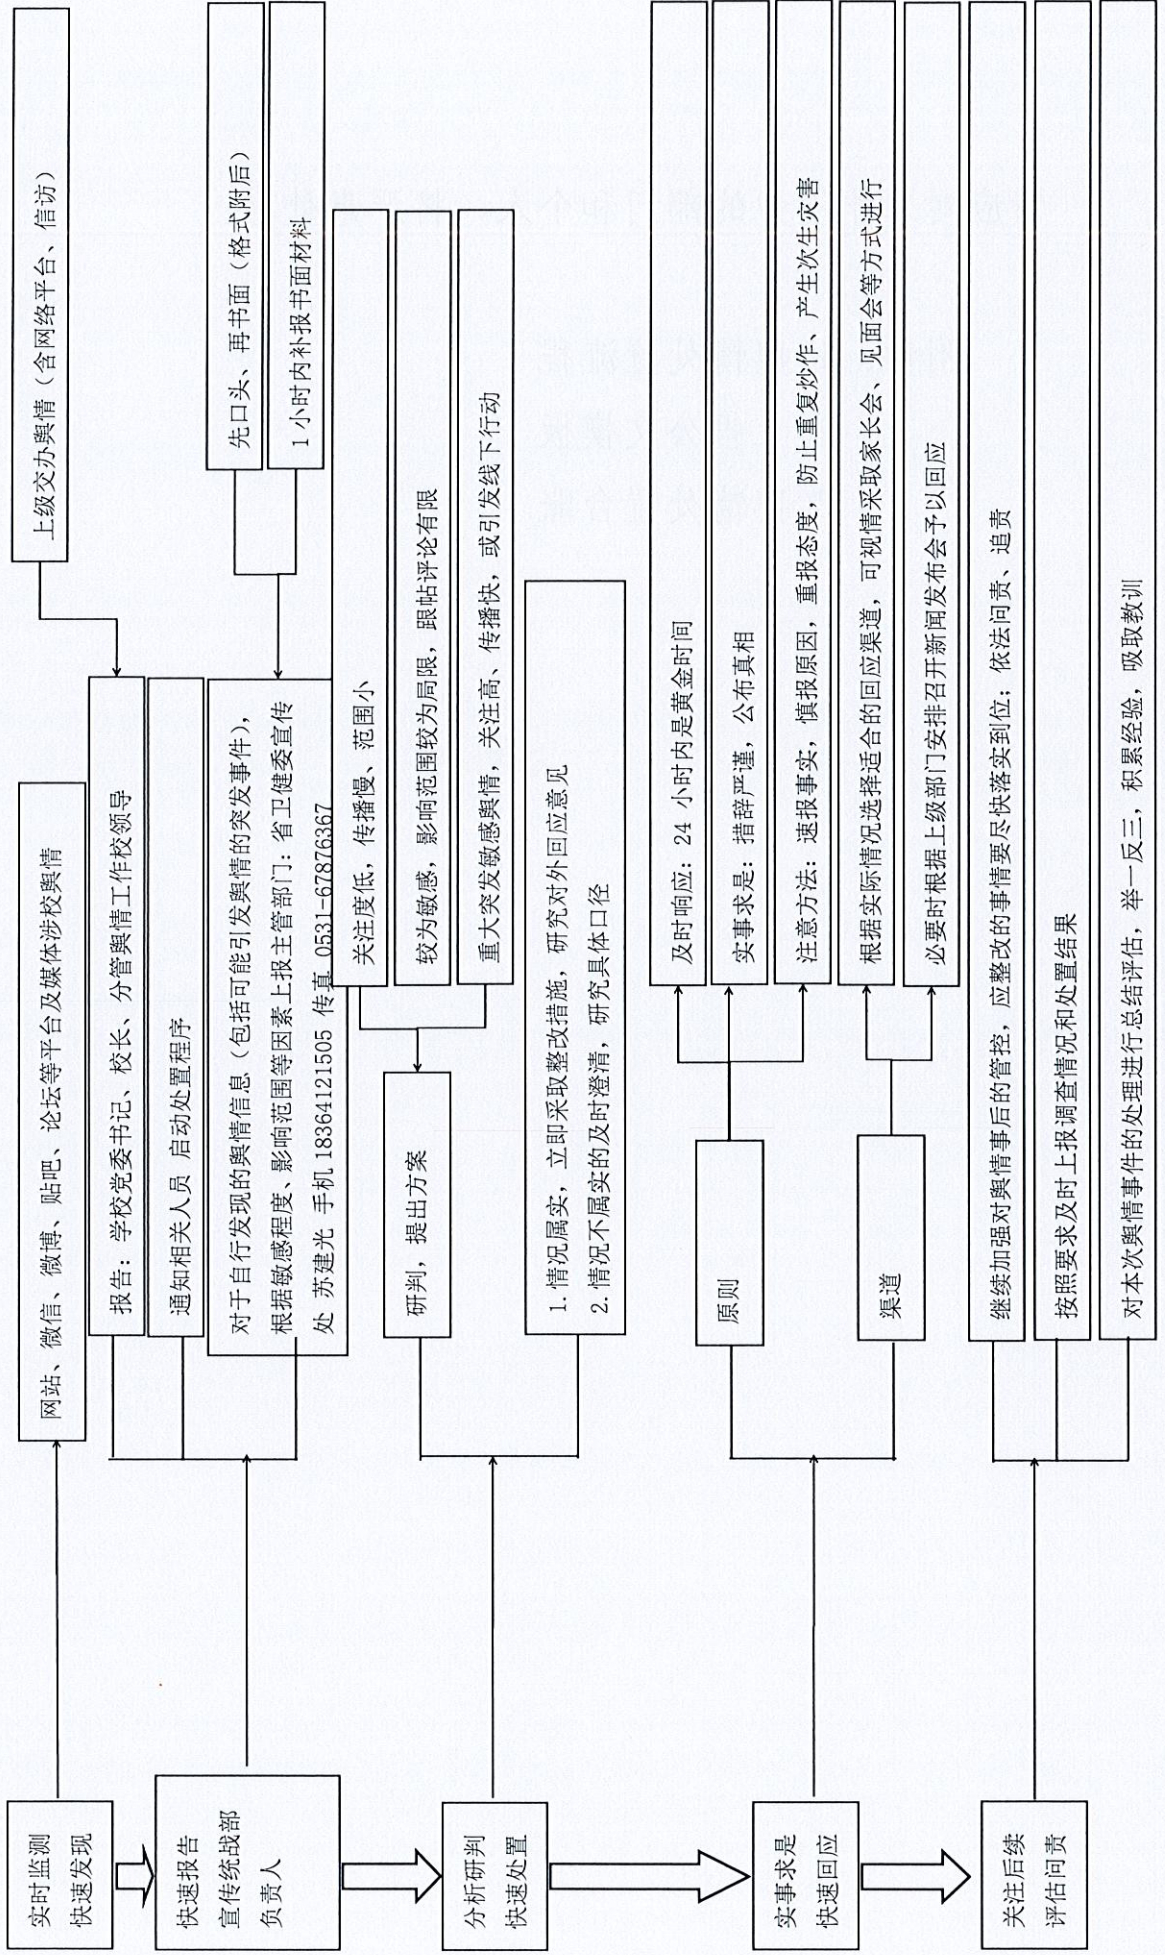 实时监测
快速发现
网站、微信、微博、贴吧、论坛等平台及媒体涉校舆情
上级交办舆情（含网络平台、信访）
快速报告
宣传统战部
负责人
报告：学校党委书记、校长、分管舆情工作校领导
通知相关人员 启动处置程序
对于自行发现的舆情信息（包括可能引发舆情的突发事件），
根据敏感程度、影响范围等因素上报主管部门：省卫健委宣传
处 苏建光 手机 18364121505 传真 0531-67876367
先口头、再书面（格式附后）
1 小时内补报书面材料
分析研判
快速处置
研判，提出方案
关注度低，传播慢、范围小
较为敏感，影响范围较为局限，跟帖评论有限
重大突发敏感舆情，关注高、传播快，或引发线下行动
1. 情况属实，立即采取整改措施，研究对外回应意见
2. 情况不属实的及时澄清，研究具体口径
实事求是
快速回应
原则
及时响应：24 小时内是黄金时间
实事求是：措辞严谨，公布真相
注意方法：速报事实，慎报原因，重报态度，防止重复炒作、产生次生灾害
渠道
根据实际情况选择适合的回应渠道，可视情采取家长会、见面会等方式进行
必要时根据上级部门安排召开新闻发布会予以回应
关注后续
评估问责
继续加强对舆情事后的管控，应整改的事情要尽快落实到位；依法问责、追责
按照要求及时上报调查情况和处置结果
对本次舆情事件的处理进行总结评估，举一反三，积累经验，吸取教训